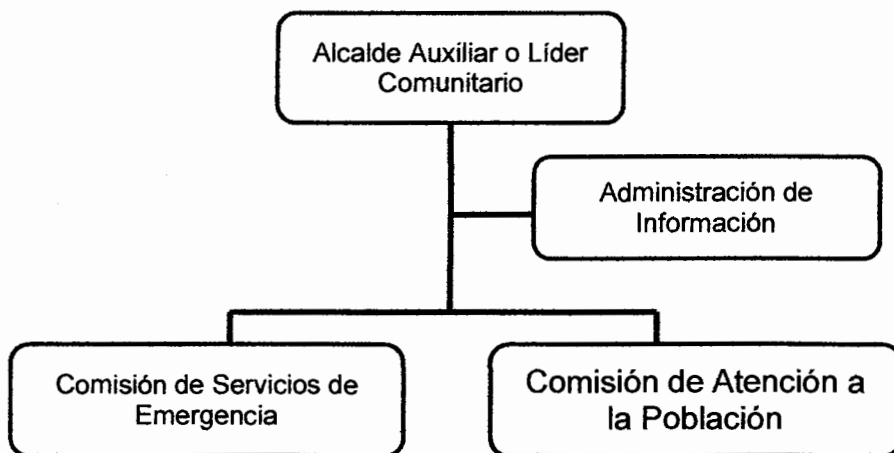 Alcalde Auxiliar o Líder
Comunitario
Administración de
Información
Comisión de Servicios de
Emergencia
Comisión de Atención a
la Población